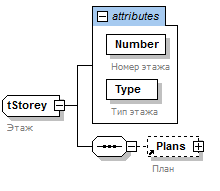 attributes
Number
Номер этажа
Type
Тип этажа
tStorey
Этаж
Plans
План